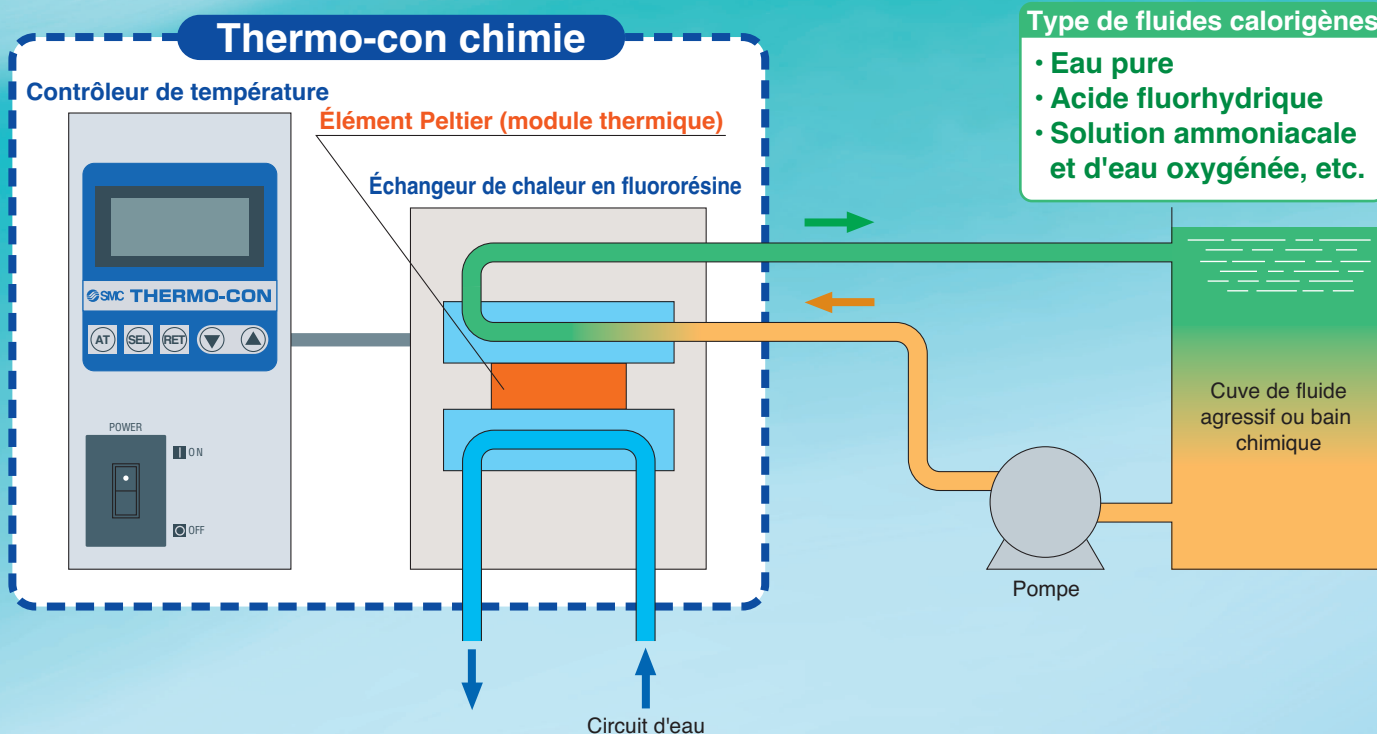 Thermo-con chimie
Contrôleur de température
Élément Peltier (module thermique)
Échangeur de chaleur en fluororésine
SMC THERMO-CON
AT SEL RET
POWER
ON
OFF
Type de fluides calorigènes
• Eau pure
• Acide fluorhydrique
• Solution ammoniacale
et d'eau oxygénée, etc.
Cuve de fluide
agressif ou bain
chimique
Pompe
Circuit d'eau